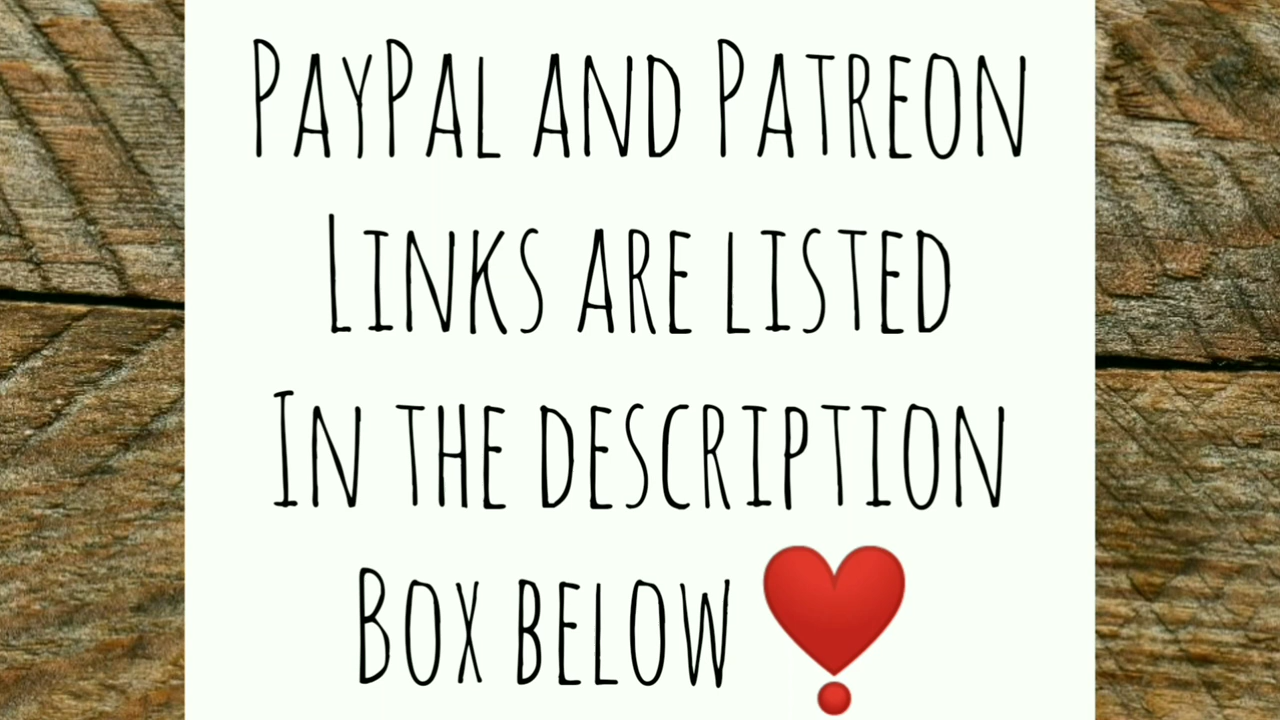 PayPal and Patreon
Links are listed
In the description
Box below ❣